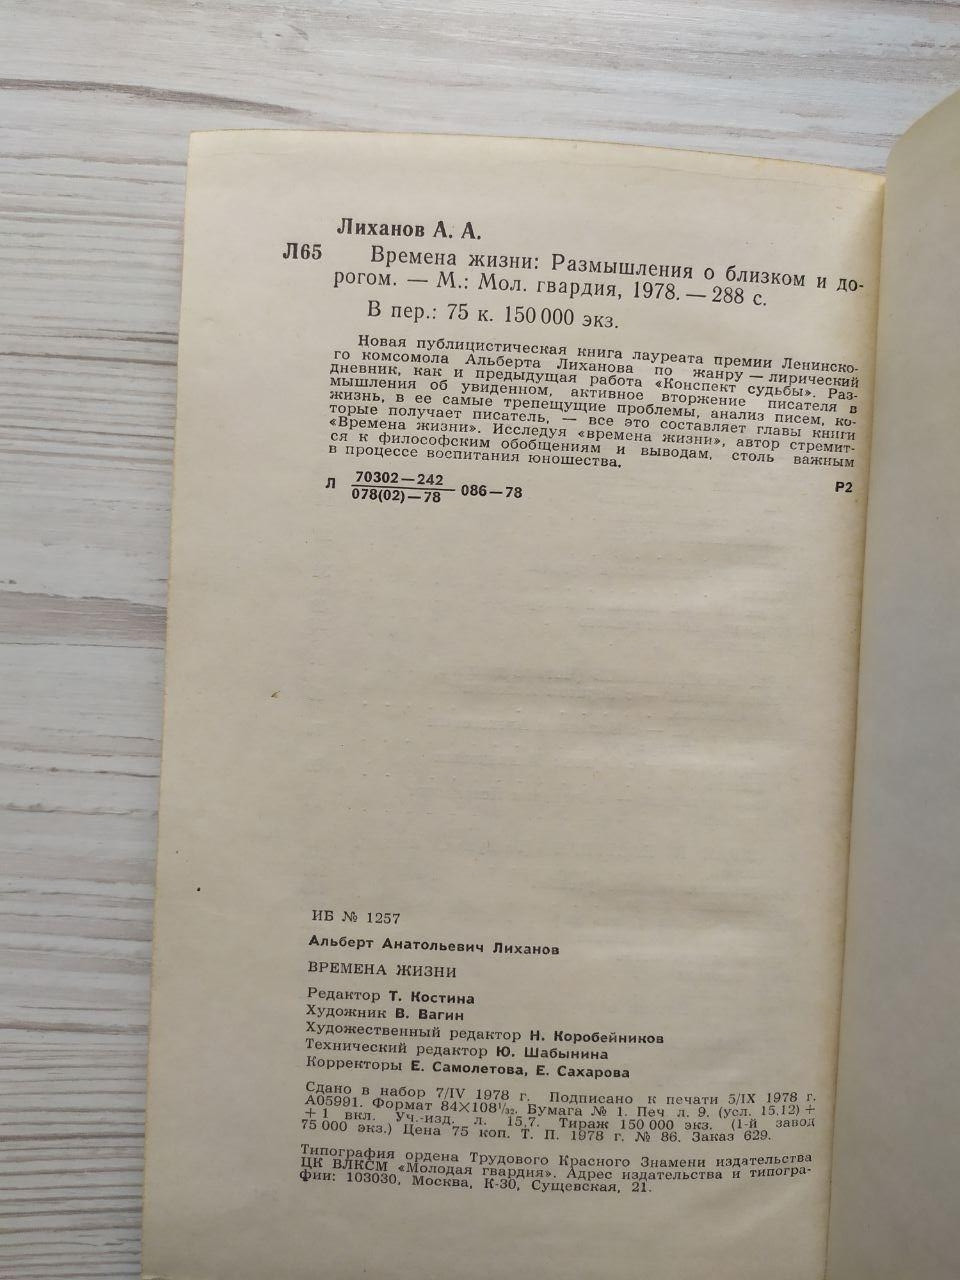 Лиханов А. А.
Л65 Времена жизни: Размышления о близком и до-
рогом. — М.: Мол. гвардия, 1978. — 288 с.
В пер.: 75 к. 150 000 экз.
Новая публицистическая книга лауреата премии Ленинско-
го комсомола Альберта Лиханова по жанру — лирический
дневник, как и предыдущая работа «Конспект судьбы». Раз-
мышления об увиденном, активное вторжение писателя в
жизнь, в ее самые трепещущие проблемы, анализ писем, ко-
торые получает писатель, — все это составляет главы книги
«Времена жизни». Исследуя «времена жизни», автор стремит-
ся к философским обобщениям и выводам, столь важным
в процессе воспитания юношества.
Л 70302—242
078(02)—78 086—78 Р2
ИБ № 1257
Альберт Анатольевич Лиханов
ВРЕМЕНА ЖИЗНИ
Редактор Т. Костина
Художник В. Вагин
Художественный редактор Н. Коробейников
Технический редактор Ю. Шабынина
Корректоры Е. Самолетова, Е. Сахарова
Сдано в набор 7/IV 1978 г. Подписано к печати 5/IX 1978 г.
А05991. Формат 84×108¹/₃₂. Бумага № 1. Печ л. 9. (усл. 15.12) +
+ 1 вкл. Уч.-изд. л. 15,7. Тираж 150 000 экз. (1-й завод
75 000 экз.) Цена 75 коп. Т. П. 1978 г. № 86. Заказ 629.
Типография ордена Трудового Красного Знамени издательства
ЦК ВЛКСМ «Молодая гвардия». Адрес издательства и типогра-
фии: 103030, Москва, К-30, Сущевская, 21.